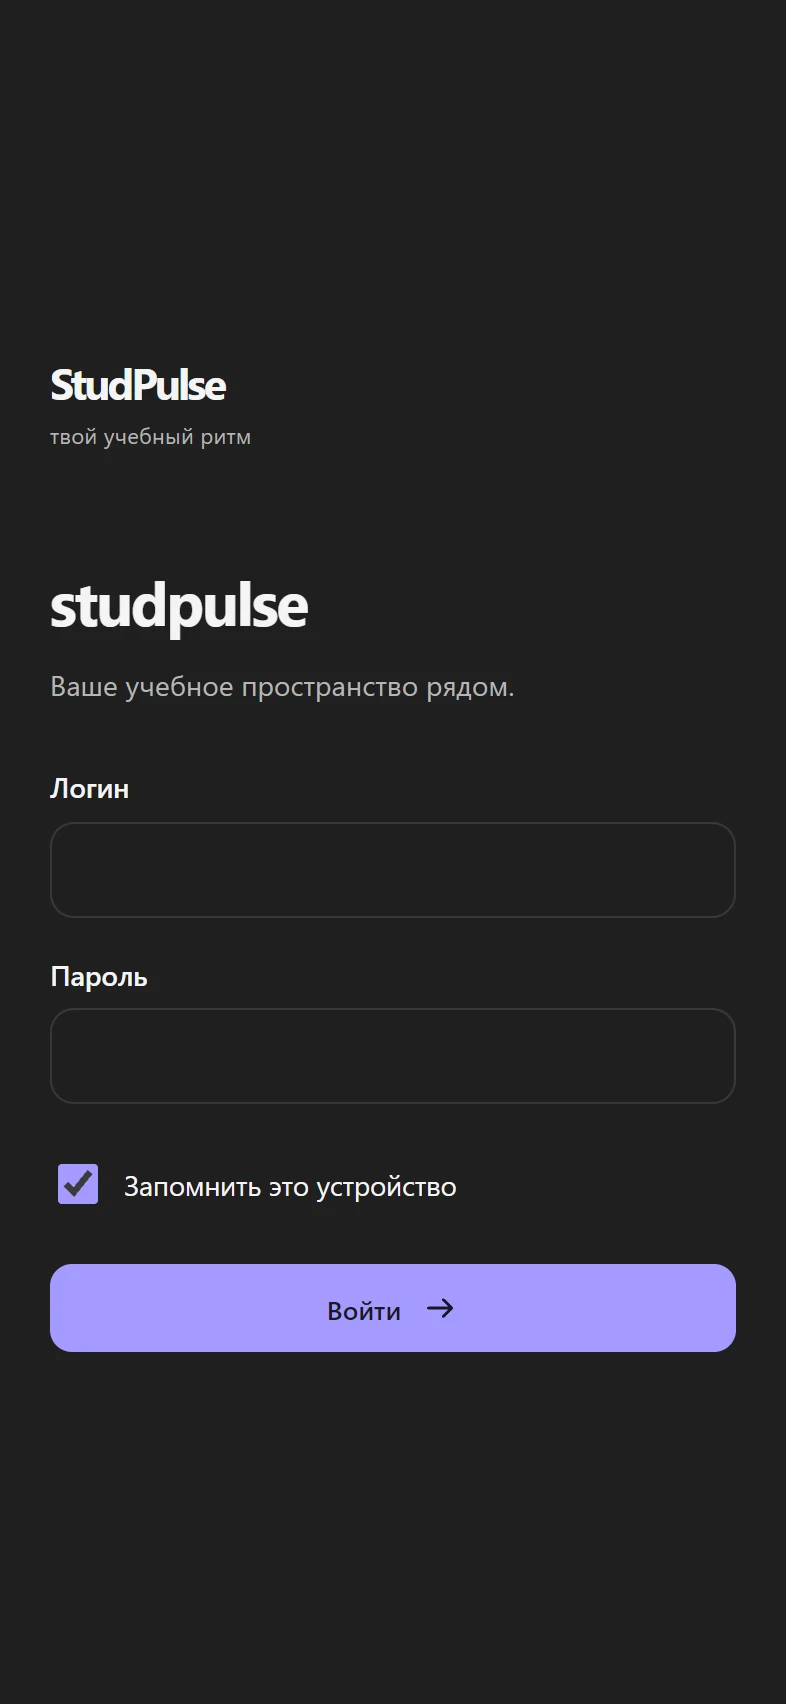 StudPulse
твой учебный ритм
studpulse
Ваше учебное пространство рядом.
Логин
Пароль
Запомнить это устройство
Войти →